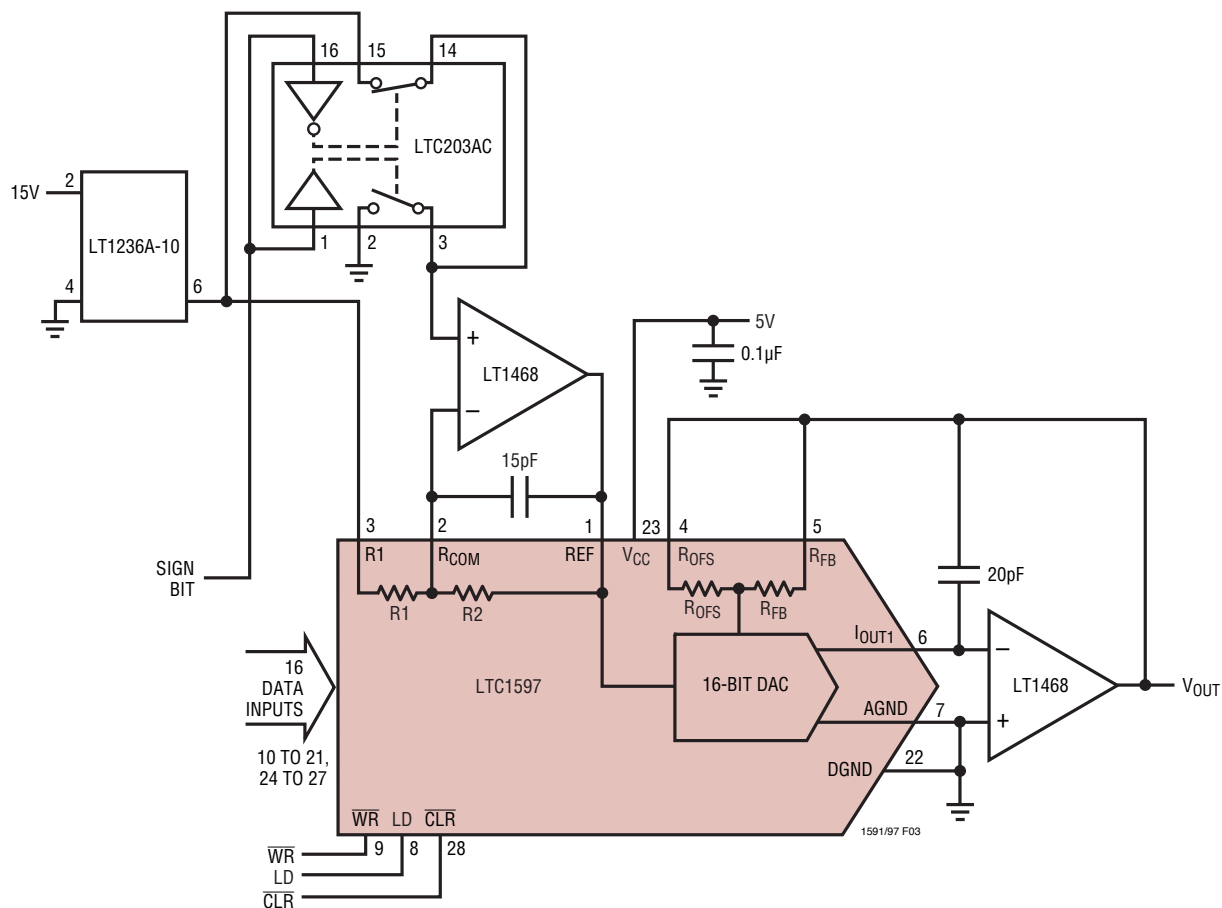 16 15 14
LTC203AC
1 2 3
15V
2
LT1236A-10
4 6
+
LT1468
–
5V
0.1µF
15pF
3 2 1 23 4 5
R1 RCOM REF VCC ROFS RFB
R1 R2 ROFS RFB
SIGN
BIT
20pF
IOUT1 6
–
LT1468
+
VOUT
16
DATA
INPUTS
10 TO 21,
24 TO 27
LTC1597
16-BIT DAC
AGND 7
DGND 22
WR LD CLR
9 8 28
WR
LD
CLR
1591/97 F03